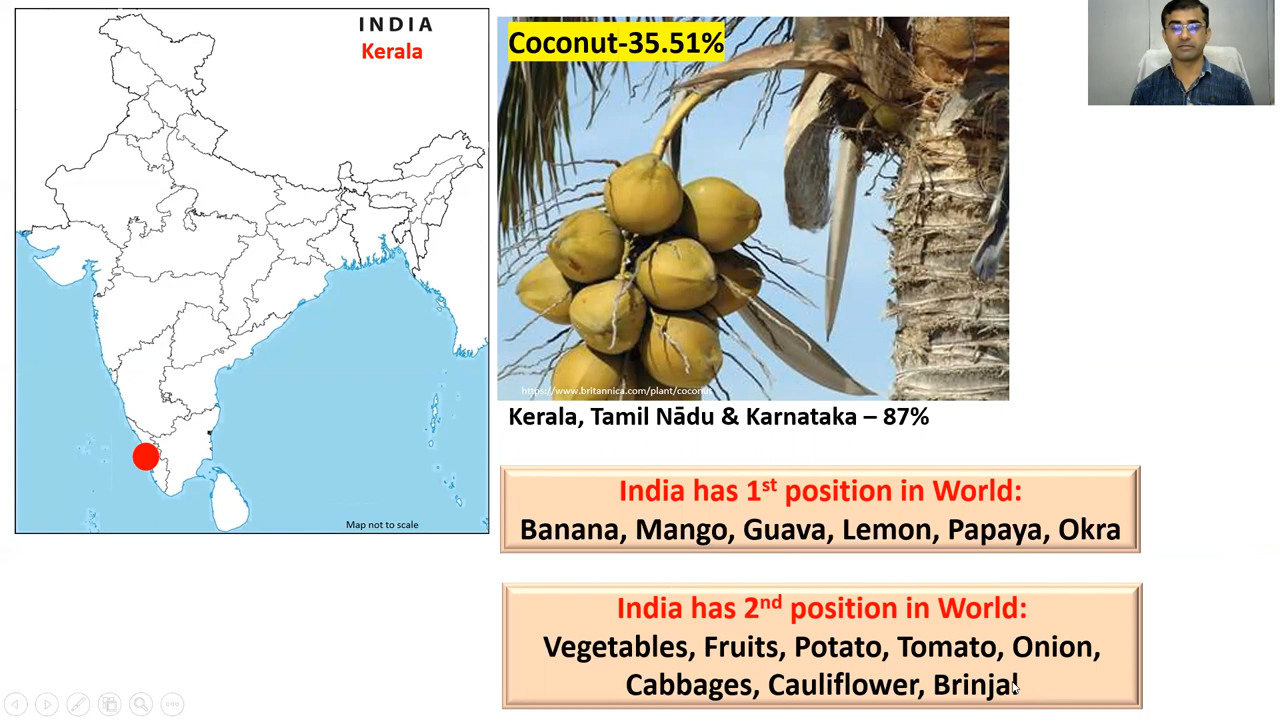 INDIA
Kerala
Map not to scale
Coconut-35.51%
https://www.britannica.com/plant/coconut
Kerala, Tamil Nādu & Karnataka – 87%
India has 1st position in World:
Banana, Mango, Guava, Lemon, Papaya, Okra
India has 2nd position in World:
Vegetables, Fruits, Potato, Tomato, Onion,
Cabbages, Cauliflower, Brinjal